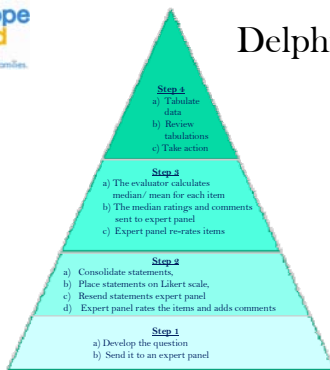 ope
d
amilies.
Delph
Step 4
a) Tabulate
data
b) Review
tabulations
c) Take action
Step 3
a) The evaluator calculates
median/ mean for each item
b) The median ratings and comments
sent to expert panel
c) Expert panel re-rates items
Step 2
a) Consolidate statements,
b) Place statements on Likert scale,
c) Resend statements expert panel
d) Expert panel rates the items and adds comments
Step 1
a) Develop the question
b) Send it to an expert panel